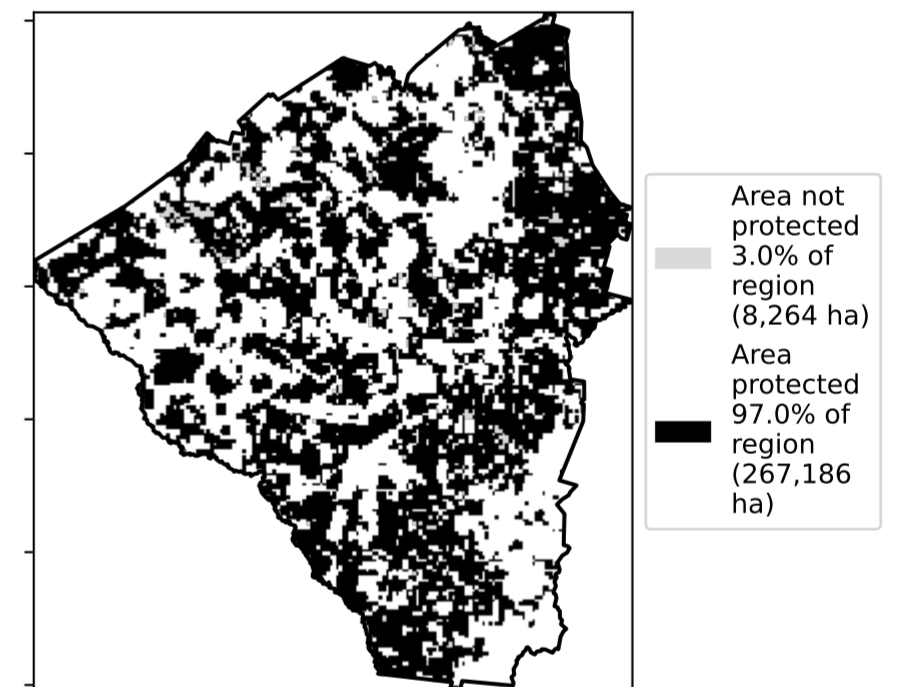 Area not
protected
3.0% of
region
(8,264 ha)
Area
protected
97.0% of
region
(267,186
ha)